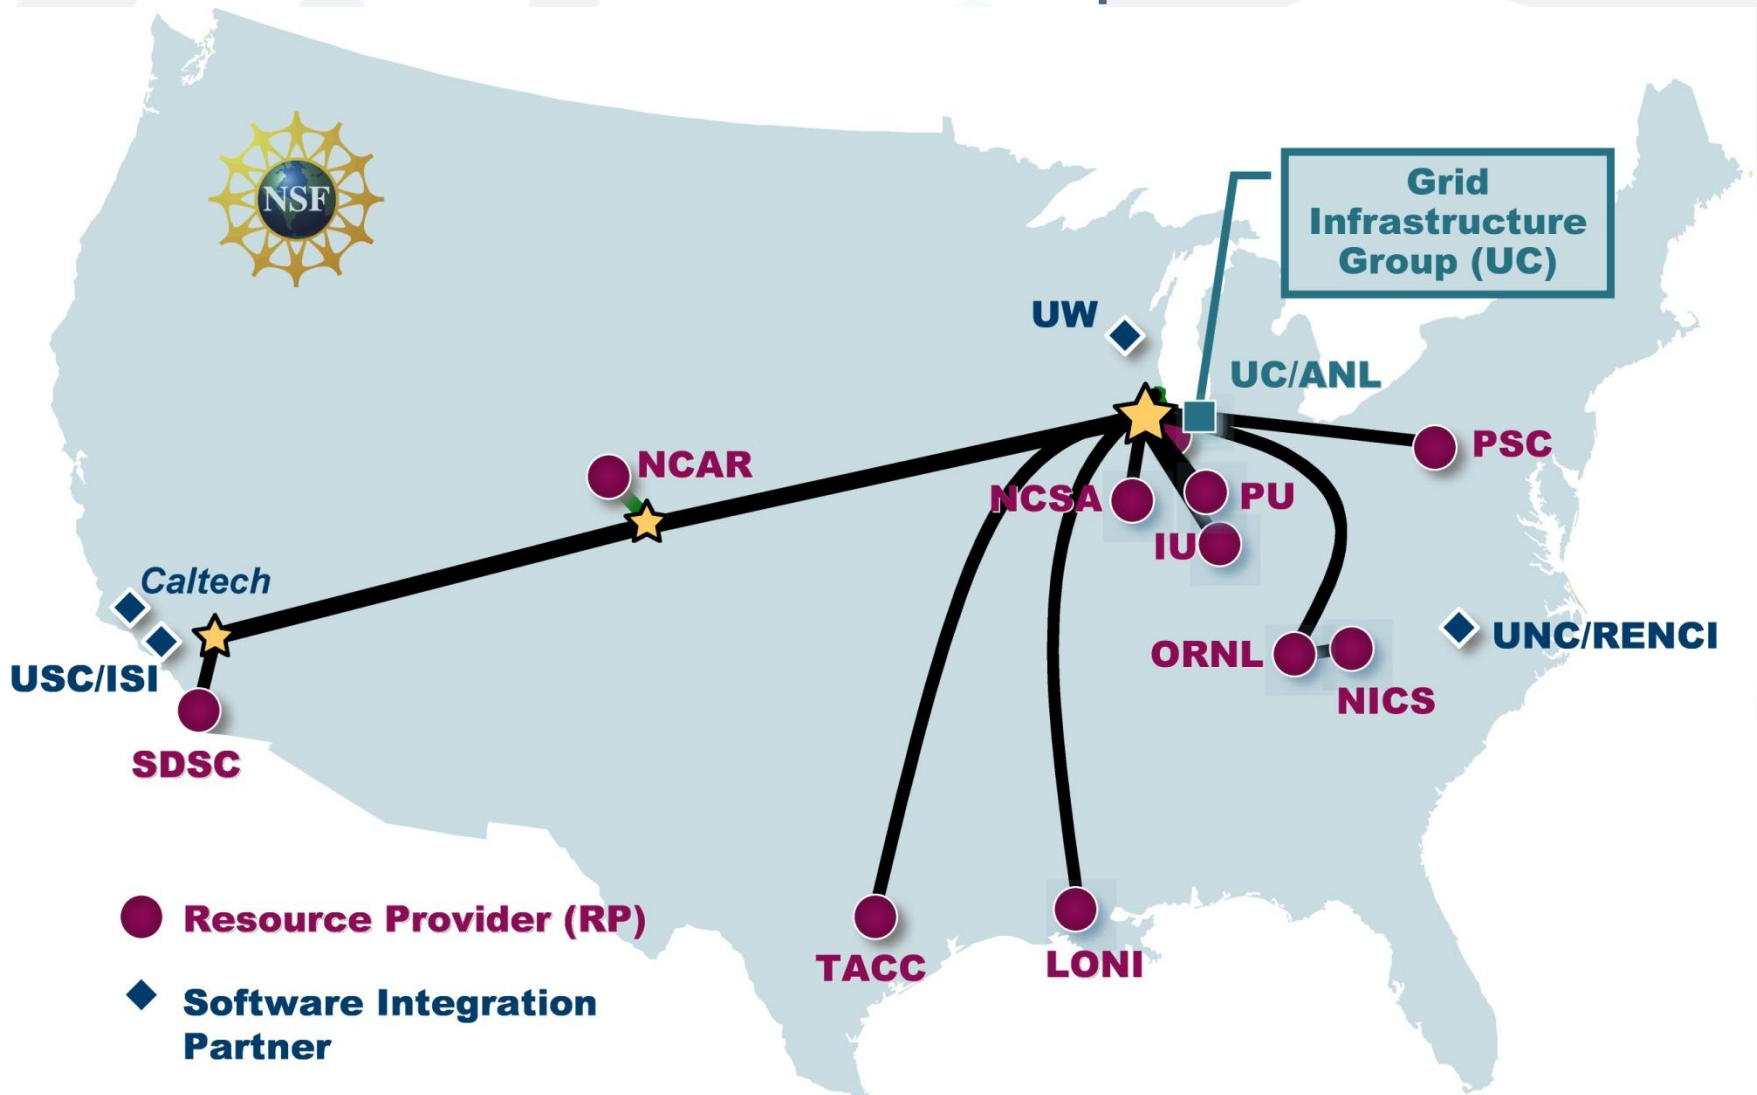 NSF
Grid
Infrastructure
Group (UC)
UW
UC/ANL
NCAR
PSC
NCSA
PU
IU
Caltech
USC/ISI
UNC/RENCI
ORNL
NICS
SDSC
Resource Provider (RP)
TACC
LONI
Software Integration
Partner